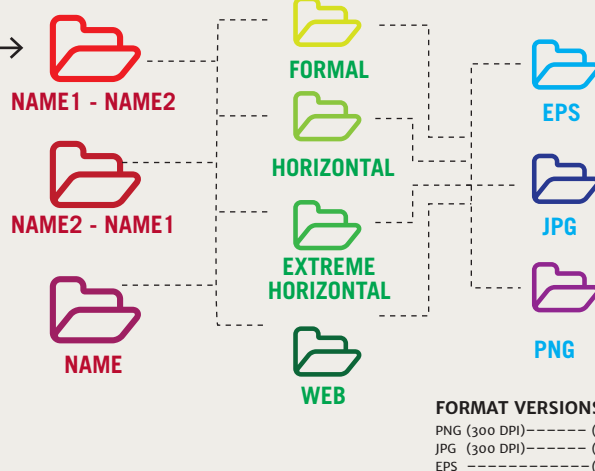 NAME1 - NAME2
NAME2 - NAME1
NAME
FORMAL
HORIZONTAL
EXTREME
HORIZONTAL
WEB
EPS
JPG
PNG
FORMAT VERSIONS
PNG (300 DPI)------ (
JPG (300 DPI)------ (
EPS ------------(